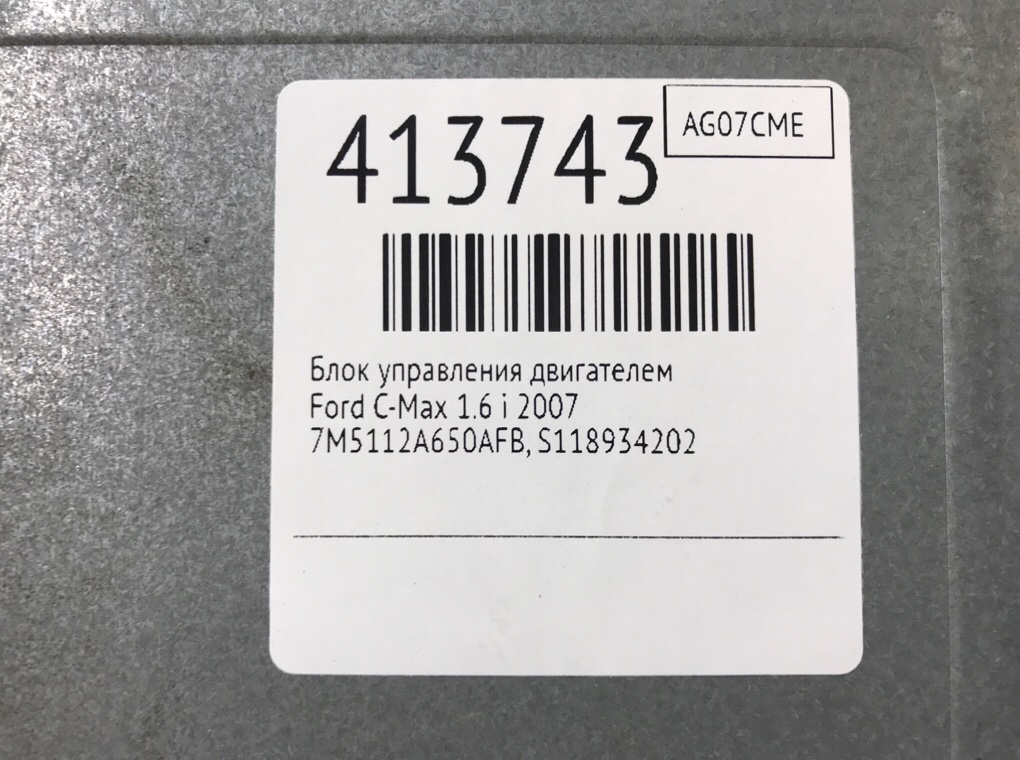 413743
AG07CME
Блок управления двигателем
Ford C-Max 1.6 i 2007
7M5112A650AFB, S118934202